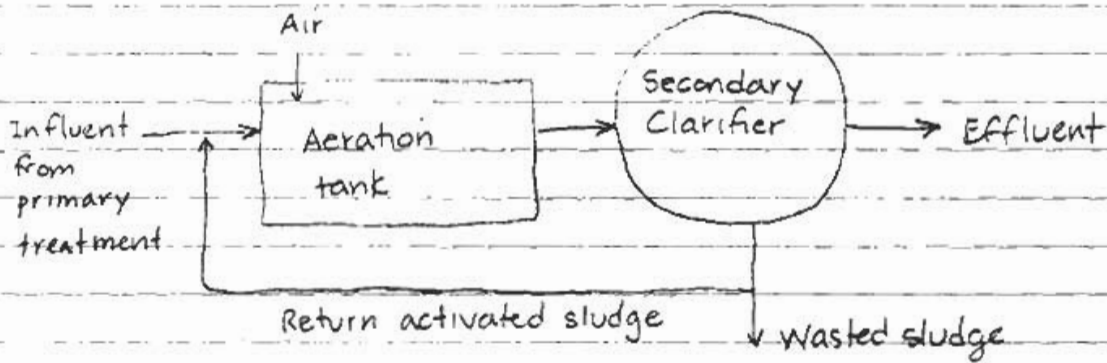 Air
Influent
from
primary
treatment
Aeration
tank
Secondary
Clarifier
Effluent
Return activated sludge
Wasted sludge